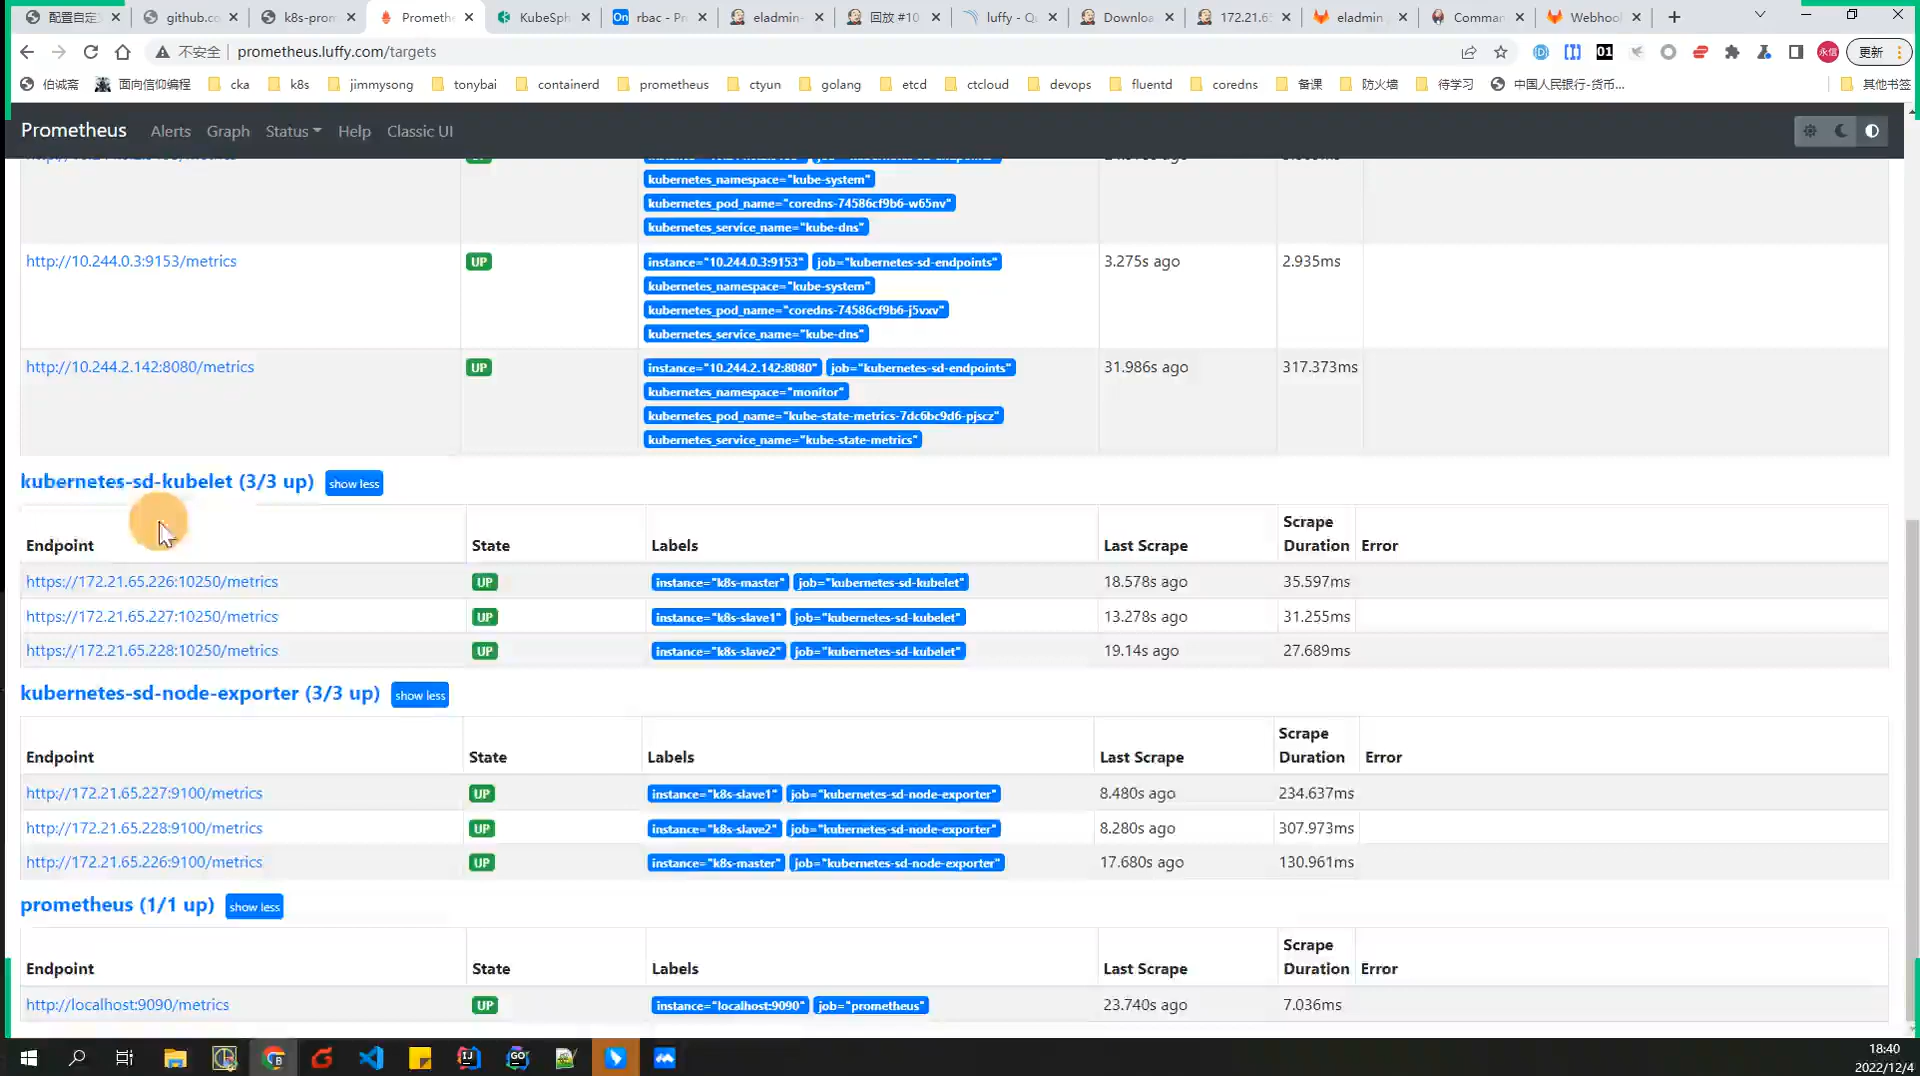 配置自定义
github.co
k8s-prom
Prometh
KubeSph
On rbac - Pr
eladmin-
回放 #10
luffy - Q
Downloa
172.21.65
eladmin
Comman
Webhoo
不安全 prometheus.luffy.com/targets
01
永信
更新
伯诚斋 面向信仰编程 cka k8s jimmysong tonybai containerd prometheus ctyun golang etcd ctcloud devops fluentd coredns 备课 防火墙 待学习 中国人民银行-货币... 其他书签
Prometheus Alerts Graph Status Help Classic UI
kubernetes_namespace="kube-system"
kubernetes_pod_name="coredns-74586cf9b6-w65nv"
kubernetes_service_name="kube-dns"
http://10.244.0.3:9153/metrics UP instance="10.244.0.3:9153" job="kubernetes-sd-endpoints" 3.275s ago 2.935ms
kubernetes_namespace="kube-system"
kubernetes_pod_name="coredns-74586cf9b6-j5vxv"
kubernetes_service_name="kube-dns"
http://10.244.2.142:8080/metrics UP instance="10.244.2.142:8080" job="kubernetes-sd-endpoints" 31.986s ago 317.373ms
kubernetes_namespace="monitor"
kubernetes_pod_name="kube-state-metrics-7dc6bc9d6-pjscz"
kubernetes_service_name="kube-state-metrics"
kubernetes-sd-kubelet (3/3 up) show less
Endpoint State Labels Last Scrape Scrape Duration Error
https://172.21.65.226:10250/metrics UP instance="k8s-master" job="kubernetes-sd-kubelet" 18.578s ago 35.597ms
https://172.21.65.227:10250/metrics UP instance="k8s-slave1" job="kubernetes-sd-kubelet" 13.278s ago 31.255ms
https://172.21.65.228:10250/metrics UP instance="k8s-slave2" job="kubernetes-sd-kubelet" 19.14s ago 27.689ms
kubernetes-sd-node-exporter (3/3 up) show less
Endpoint State Labels Last Scrape Scrape Duration Error
http://172.21.65.227:9100/metrics UP instance="k8s-slave1" job="kubernetes-sd-node-exporter" 8.480s ago 234.637ms
http://172.21.65.228:9100/metrics UP instance="k8s-slave2" job="kubernetes-sd-node-exporter" 8.280s ago 307.973ms
http://172.21.65.226:9100/metrics UP instance="k8s-master" job="kubernetes-sd-node-exporter" 17.680s ago 130.961ms
prometheus (1/1 up) show less
Endpoint State Labels Last Scrape Scrape Duration Error
http://localhost:9090/metrics UP instance="localhost:9090" job="prometheus" 23.740s ago 7.036ms
18:40
2022/12/4